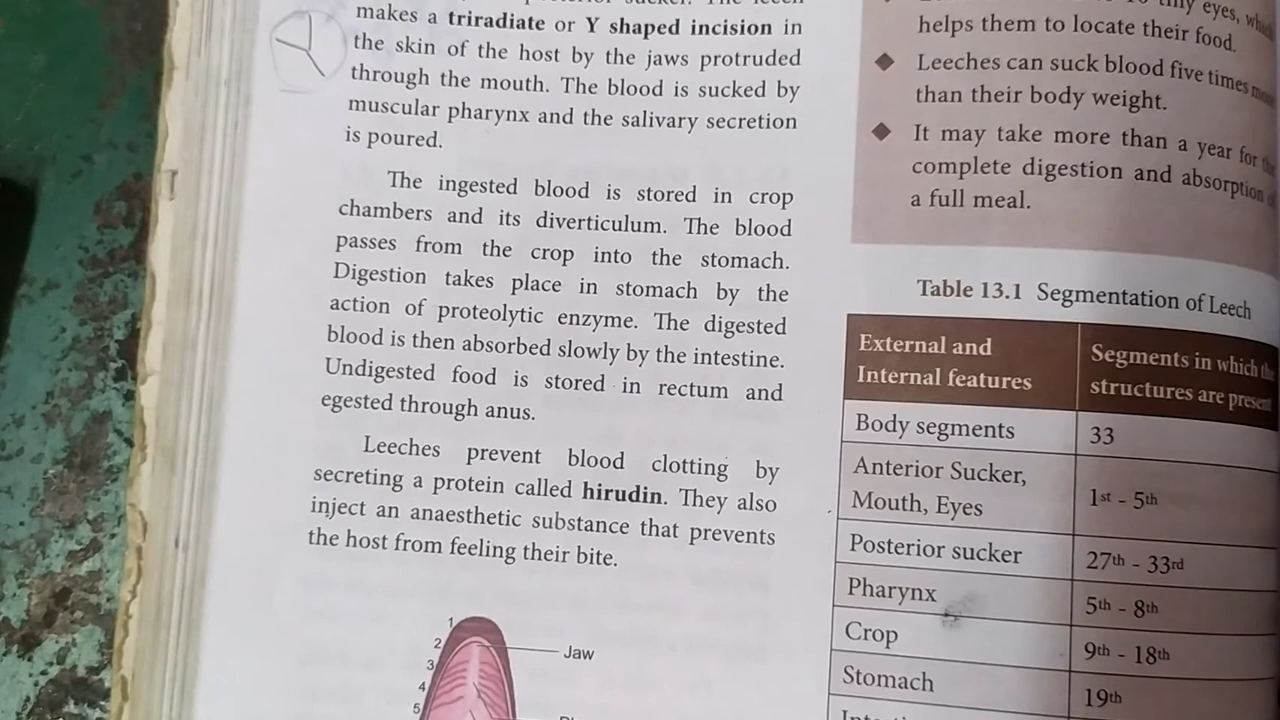 makes a triradiate or Y shaped incision in
the skin of the host by the jaws protruded
through the mouth. The blood is sucked by
muscular pharynx and the salivary secretion
is poured.
The ingested blood is stored in crop
chambers and its diverticulum. The blood
passes from the crop into the stomach.
Digestion takes place in stomach by the
action of proteolytic enzyme. The digested
blood is then absorbed slowly by the intestine.
Undigested food is stored in rectum and
egested through anus.
Leeches prevent blood clotting by
secreting a protein called hirudin. They also
inject an anaesthetic substance that prevents
the host from feeling their bite.
1
2
3
4
5
Jaw
tiny eyes,
helps them to locate their food.
◆ Leeches can suck blood five times
than their body weight.
◆ It may take more than a year for
complete digestion and absorption
a full meal.
Table 13.1 Segmentation of Leech
External and
Internal features
Segments in which
structures are present
Body segments 33
Anterior Sucker,
Mouth, Eyes 1st - 5th
Posterior sucker 27th - 33rd
Pharynx 5th - 8th
Crop 9th - 18th
Stomach 19th